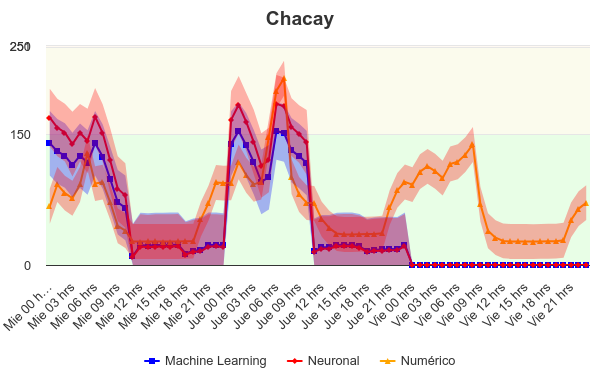 Chacay
250
150
0
Mie 00 h...
Mie 03 hrs
Mie 06 hrs
Mie 09 hrs
Mie 12 hrs
Mie 15 hrs
Mie 18 hrs
Mie 21 hrs
Jue 00 hrs
Jue 03 hrs
Jue 06 hrs
Jue 09 hrs
Jue 12 hrs
Jue 15 hrs
Jue 18 hrs
Jue 21 hrs
Vie 00 hrs
Vie 03 hrs
Vie 06 hrs
Vie 09 hrs
Vie 12 hrs
Vie 15 hrs
Vie 18 hrs
Vie 21 hrs
Machine Learning
Neuronal
Numérico